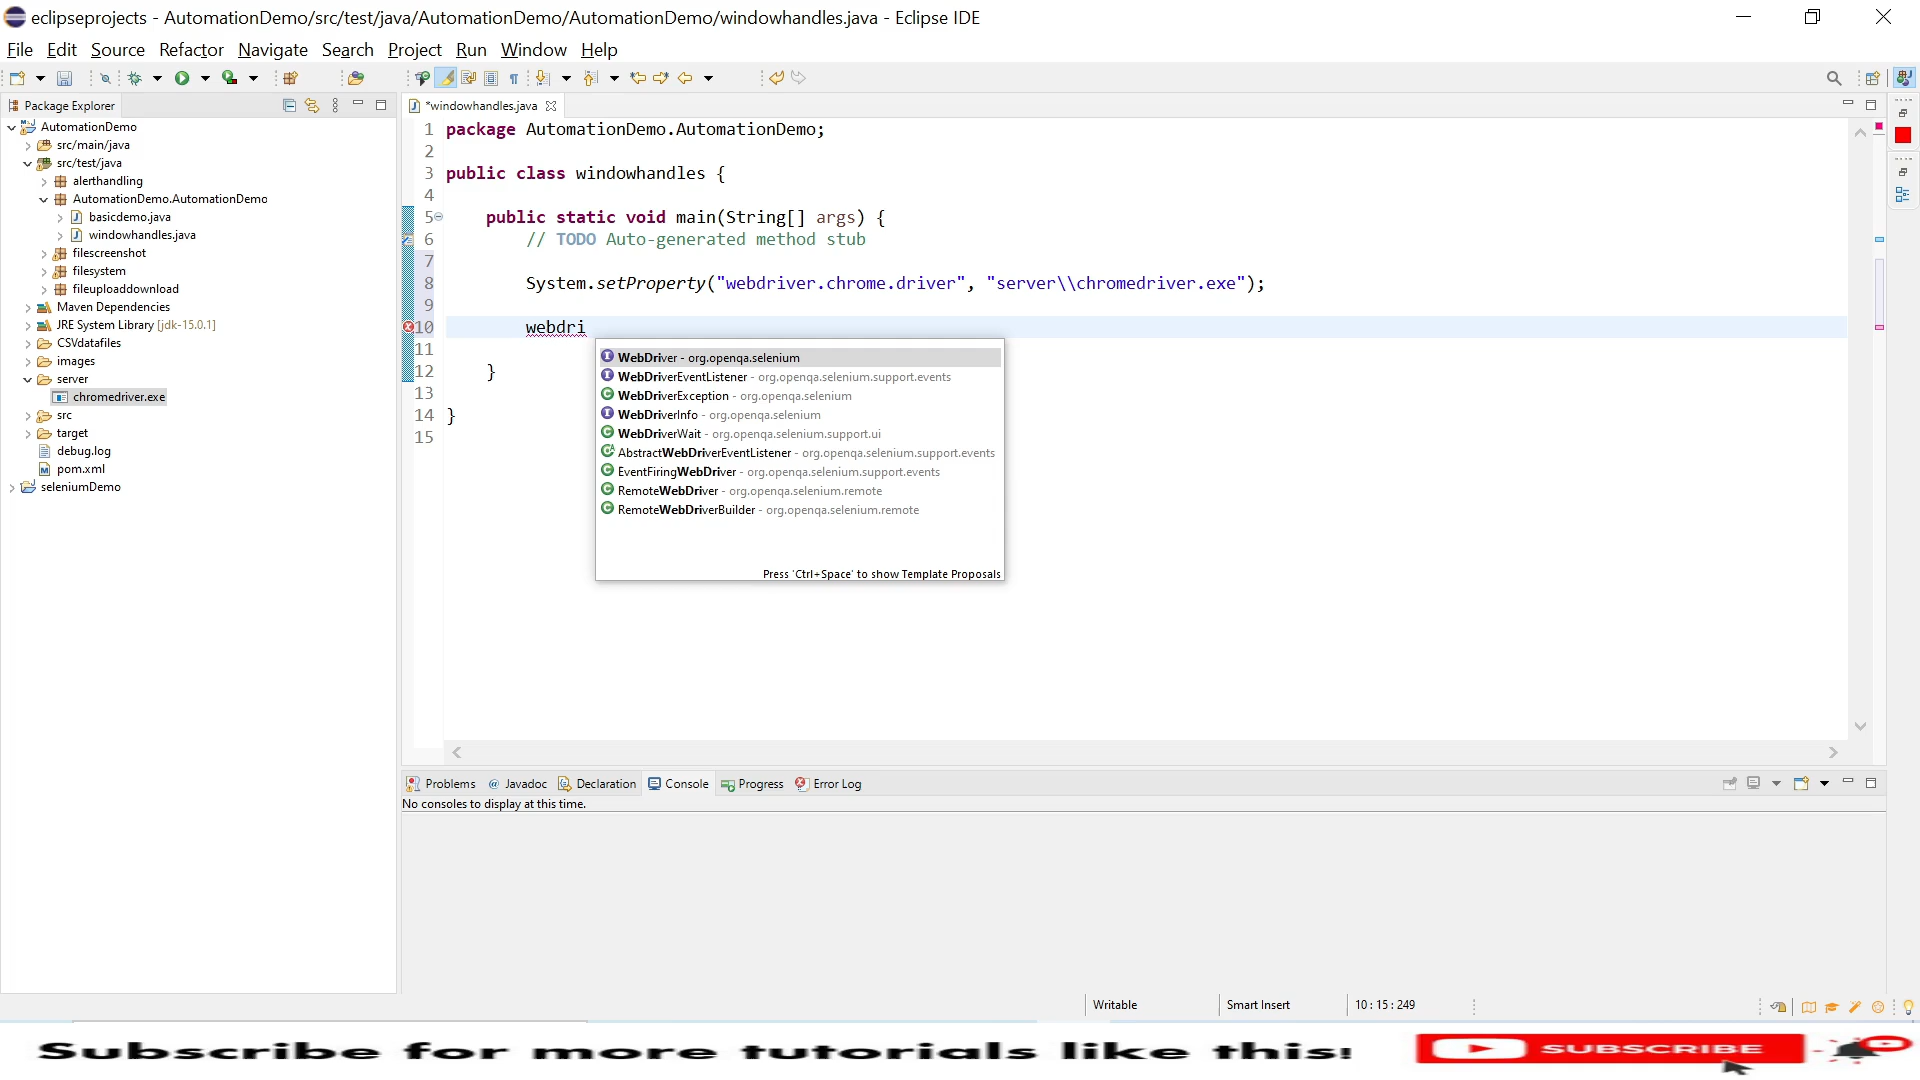 eclipseprojects - AutomationDemo/src/test/java/AutomationDemo/AutomationDemo/windowhandles.java - Eclipse IDE
File Edit Source Refactor Navigate Search Project Run Window Help
Package Explorer
AutomationDemo
src/main/java
src/test/java
alerthandling
AutomationDemo.AutomationDemo
basicdemo.java
windowhandles.java
filescreenshot
filesystem
fileuploaddownload
Maven Dependencies
JRE System Library [jdk-15.0.1]
CSVdatafiles
images
server
chromedriver.exe
src
target
debug.log
pom.xml
seleniumDemo
*windowhandles.java
1 package AutomationDemo.AutomationDemo;
2
3 public class windowhandles {
4
5 public static void main(String[] args) {
6 // TODO Auto-generated method stub
7
8 System.setProperty("webdriver.chrome.driver", "server\\chromedriver.exe");
9
10 webdri
11
12 }
13
14 }
15
WebDriver - org.openqa.selenium
WebDriverEventListener - org.openqa.selenium.support.events
WebDriverException - org.openqa.selenium
WebDriverInfo - org.openqa.selenium
WebDriverWait - org.openqa.selenium.support.ui
AbstractWebDriverEventListener - org.openqa.selenium.support.events
EventFiringWebDriver - org.openqa.selenium.support.events
RemoteWebDriver - org.openqa.selenium.remote
RemoteWebDriverBuilder - org.openqa.selenium.remote
Press 'Ctrl+Space' to show Template Proposals
Problems @ Javadoc Declaration Console Progress Error Log
No consoles to display at this time.
Writable Smart Insert 10 : 15 : 249
Subscribe for more tutorials like this! SUBSCRIBE